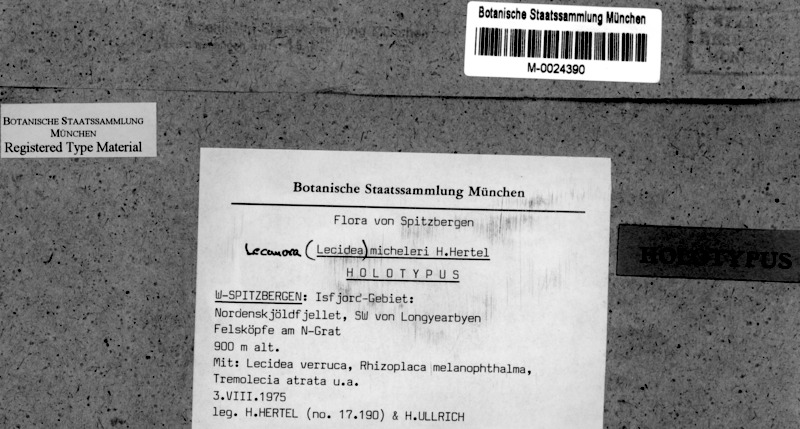 Botanische Staatssammlung München
M-0024390
BOTANISCHE STAATSSAMMLUNG
MÜNCHEN
Registered Type Material
Botanische Staatssammlung München
Flora von Spitzbergen
Lecanora (Lecidea) micheleri H.Hertel
HOLOTYPUS
HOLOTYPUS
W-SPITZBERGEN: Isfjord-Gebiet:
Nordenskjöldfjellet, SW von Longyearbyen
Felsköpfe am N-Grat
900 m alt.
Mit: Lecidea verruca, Rhizoplaca melanophthalma,
Tremolecia atrata u.a.
3.VIII.1975
leg. H.HERTEL (no. 17.190) & H.ULLRICH